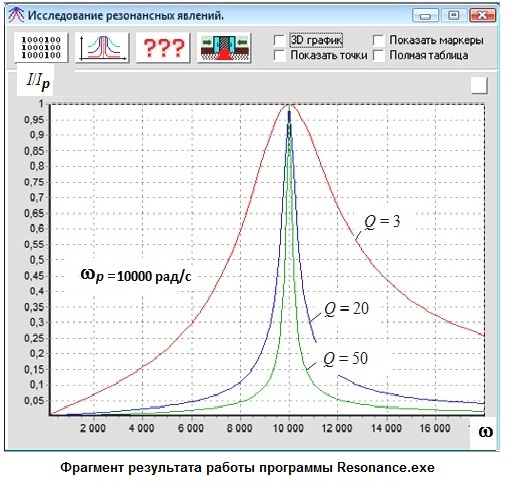 Исследование резонансных явлений.
1000100
1000100
1000100
???
3D график
Показать маркеры
Показать точки
Полная таблица
I/Ip
1
0,95
0,9
0,85
0,8
0,75
0,7
0,65
0,6
0,55
0,5
0,45
0,4
0,35
0,3
0,25
0,2
0,15
0,1
0,05
Q = 3
ωp =10000 рад/с
Q = 20
Q = 50
2 000 4 000 6 000 8 000 10 000 12 000 14 000 16 000
ω
Фрагмент результата работы программы Resonance.exe